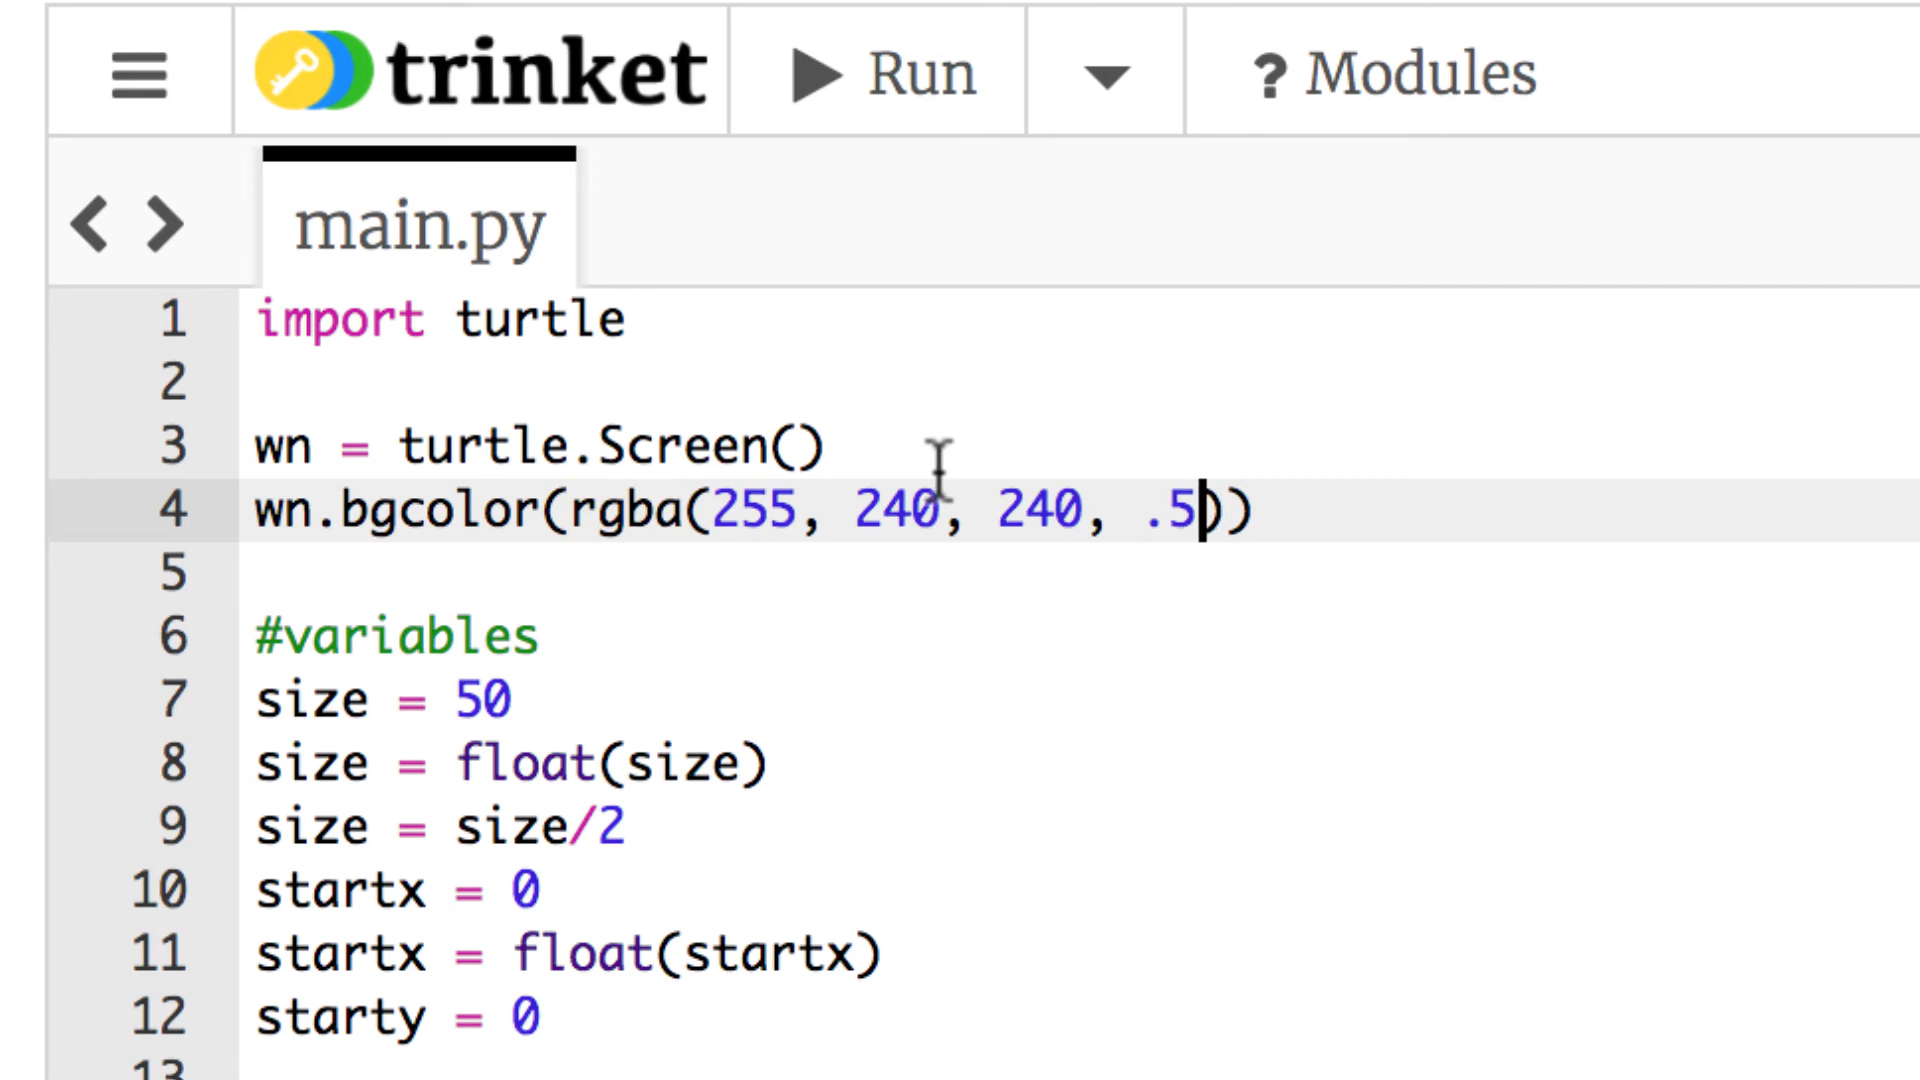 trinket Run ? Modules
main.py
1 import turtle
2
3 wn = turtle.Screen()
4 wn.bgcolor(rgba(255, 240, 240, .5))
5
6 #variables
7 size = 50
8 size = float(size)
9 size = size/2
10 startx = 0
11 startx = float(startx)
12 starty = 0
13